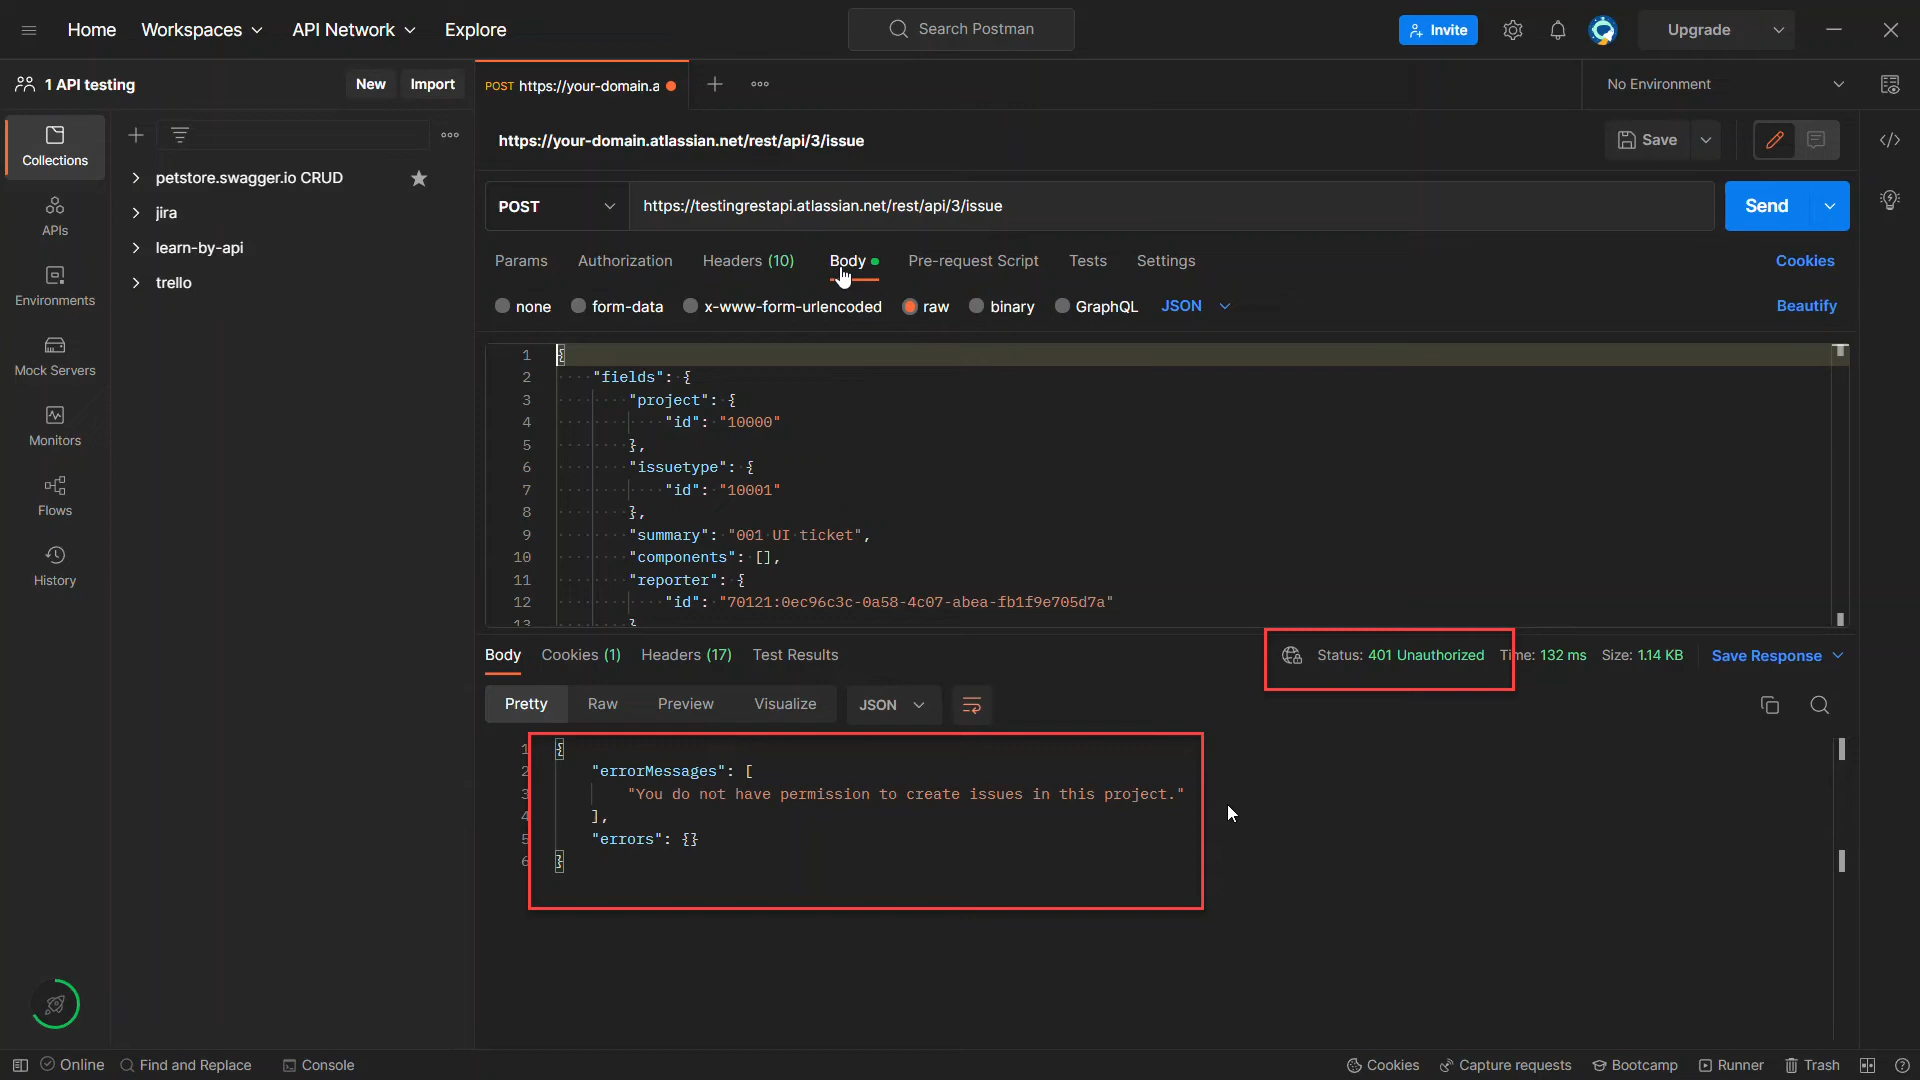 Home Workspaces API Network Explore Search Postman Invite Upgrade
1 API testing New Import POST https://your-domain.a No Environment
Collections
APIs
Environments
Mock Servers
Monitors
Flows
History
petstore.swagger.io CRUD
jira
learn-by-api
trello
https://your-domain.atlassian.net/rest/api/3/issue Save
POST https://testingrestapi.atlassian.net/rest/api/3/issue Send
Params Authorization Headers (10) Body Pre-request Script Tests Settings Cookies
none form-data x-www-form-urlencoded raw binary GraphQL JSON Beautify
1 {
2 "fields": {
3 "project": {
4 "id": "10000"
5 },
6 "issuetype": {
7 "id": "10001"
8 },
9 "summary": "001 UI ticket",
10 "components": [],
11 "reporter": {
12 "id": "70121:0ec96c3c-0a58-4c07-abea-fb1f9e705d7a"
13 }
Body Cookies (1) Headers (17) Test Results Status: 401 Unauthorized Time: 132 ms Size: 1.14 KB Save Response
Pretty Raw Preview Visualize JSON
1 {
2 "errorMessages": [
3 "You do not have permission to create issues in this project."
4 ],
5 "errors": {}
6 }
Online Find and Replace Console Cookies Capture requests Bootcamp Runner Trash